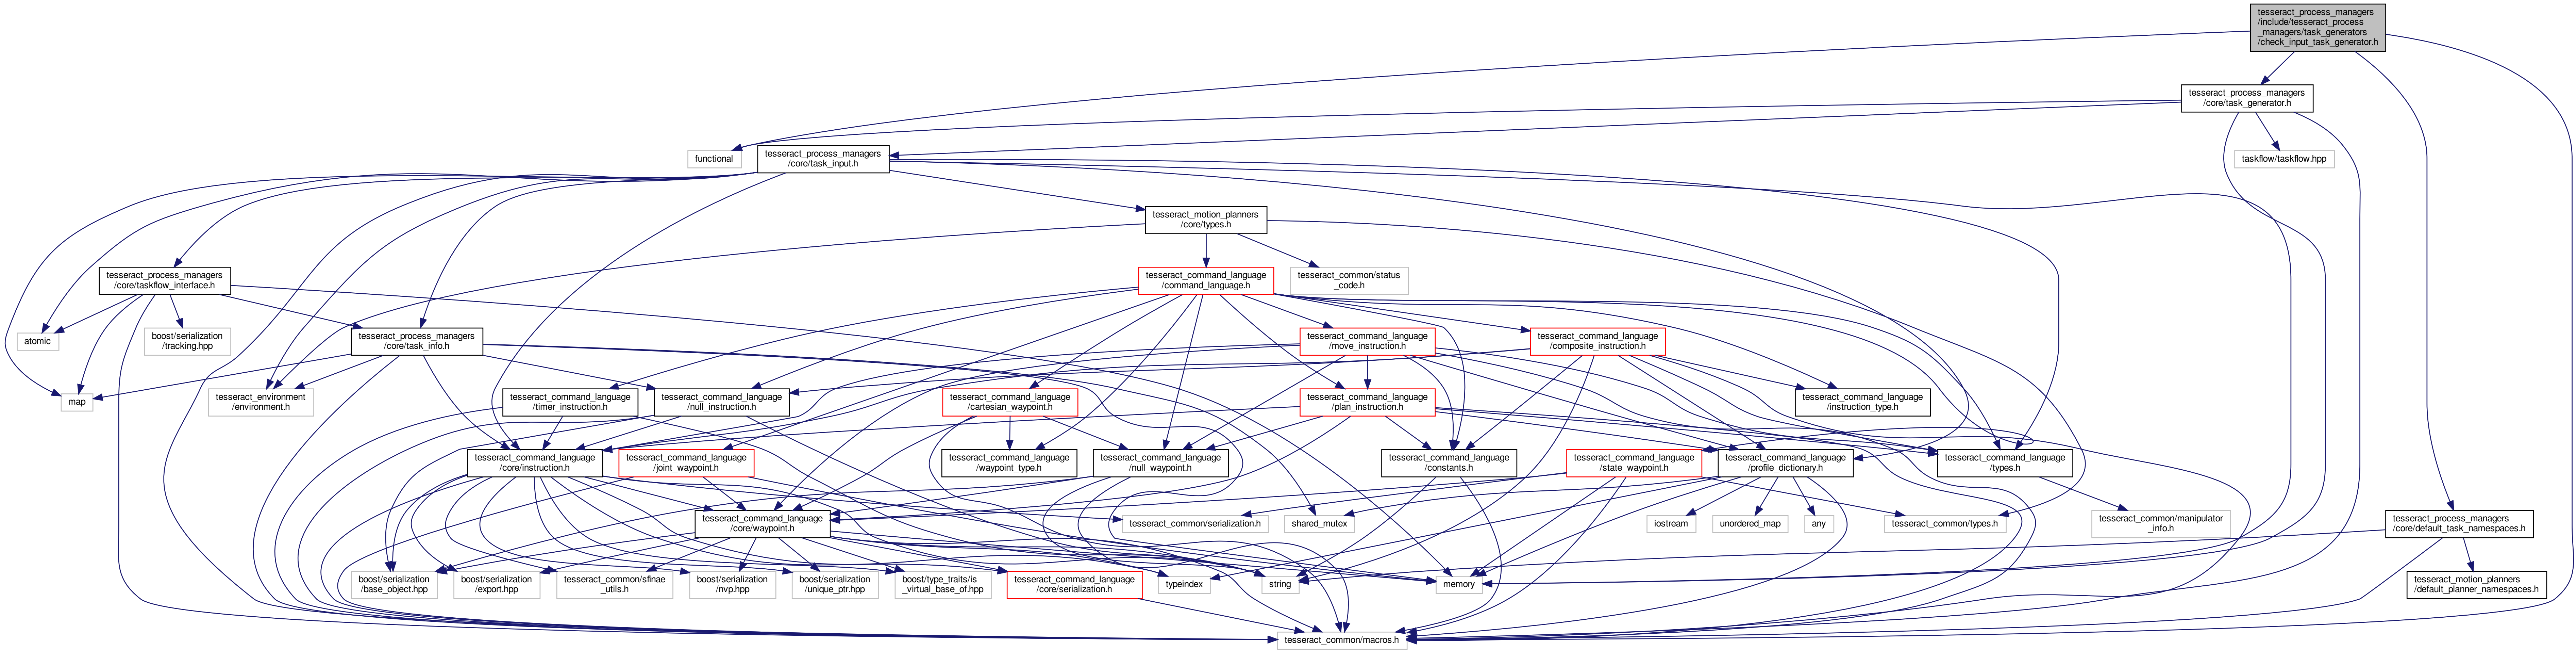 tesseract_process_managers
/include/tesseract_process
_managers/task_generators
/check_input_task_generator.h
tesseract_process_managers
/core/task_generator.h
functional
tesseract_process_managers
/core/task_input.h
taskflow/taskflow.hpp
tesseract_motion_planners
/core/types.h
tesseract_process_managers
/core/taskflow_interface.h
tesseract_command_language
/command_language.h
tesseract_common/status
_code.h
atomic
boost/serialization
/tracking.hpp
tesseract_process_managers
/core/task_info.h
tesseract_command_language
/move_instruction.h
tesseract_command_language
/composite_instruction.h
map
tesseract_environment
/environment.h
tesseract_command_language
/timer_instruction.h
tesseract_command_language
/null_instruction.h
tesseract_command_language
/cartesian_waypoint.h
tesseract_command_language
/plan_instruction.h
tesseract_command_language
/instruction_type.h
tesseract_command_language
/core/instruction.h
tesseract_command_language
/joint_waypoint.h
tesseract_command_language
/waypoint_type.h
tesseract_command_language
/null_waypoint.h
tesseract_command_language
/constants.h
tesseract_command_language
/state_waypoint.h
tesseract_command_language
/profile_dictionary.h
tesseract_command_language
/types.h
tesseract_command_language
/core/waypoint.h
tesseract_common/serialization.h
shared_mutex
iostream
unordered_map
any
tesseract_common/types.h
tesseract_common/manipulator
_info.h
tesseract_process_managers
/core/default_task_namespaces.h
boost/serialization
/base_object.hpp
boost/serialization
/export.hpp
tesseract_common/sfinae
_utils.h
boost/serialization
/nvp.hpp
boost/serialization
/unique_ptr.hpp
boost/type_traits/is
_virtual_base_of.hpp
tesseract_command_language
/core/serialization.h
typeindex
string
memory
tesseract_motion_planners
/default_planner_namespaces.h
tesseract_common/macros.h